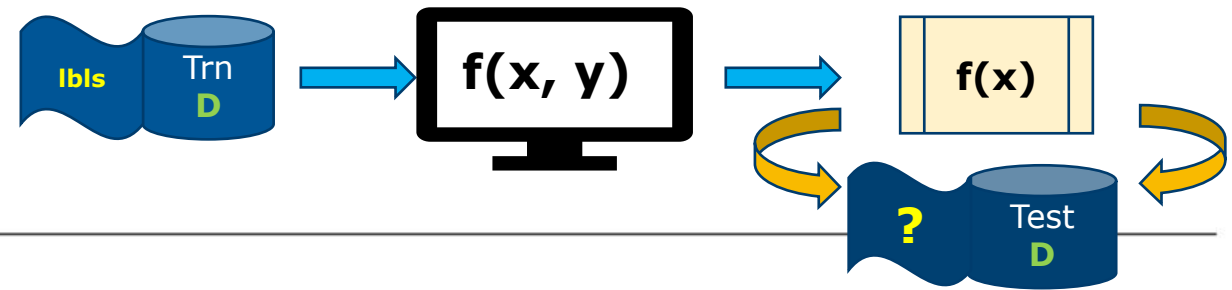 lbls
Trn
D
f(x, y)
f(x)
?
Test
D